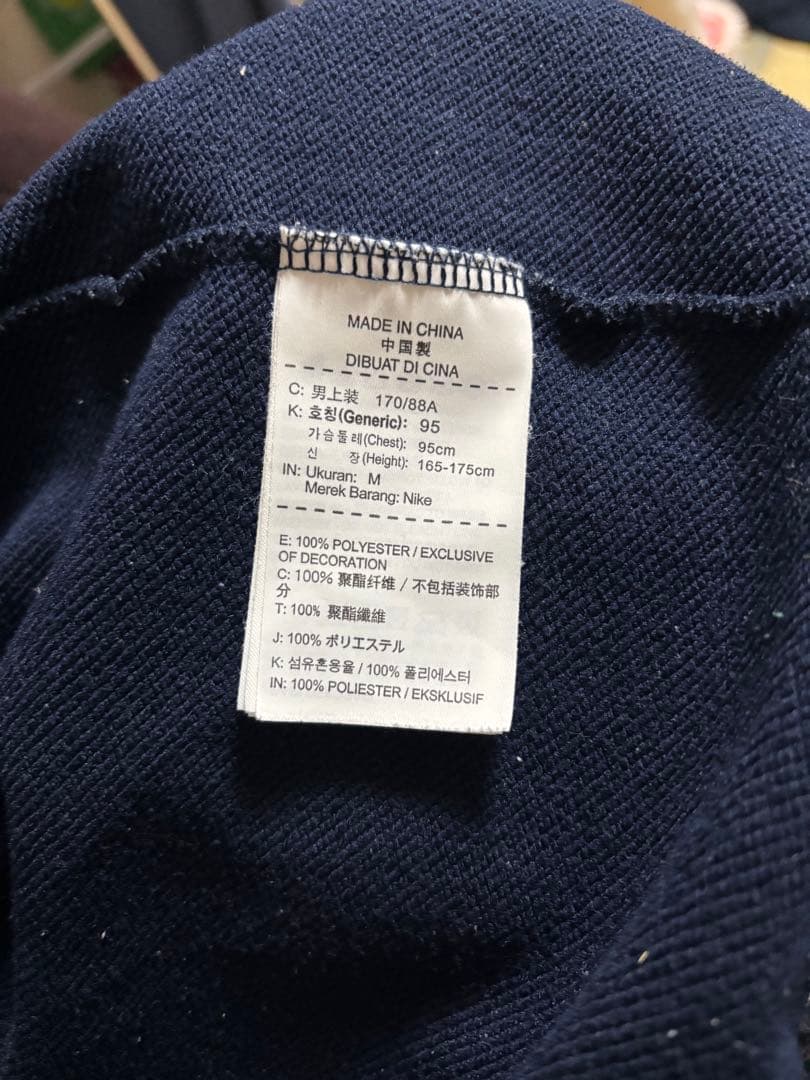 MADE IN CHINA
中国製
DIBUAT DI CINA
C: 男上装 170/88A
K: 호칭(Generic): 95
가슴둘레(Chest): 95cm
신 장(Height): 165-175cm
IN: Ukuran: M
Merek Barang: Nike
E: 100% POLYESTER / EXCLUSIVE
OF DECORATION
C: 100% 聚酯纤维 / 不包括装饰部
分
T: 100% 聚酯纖維
J: 100% ポリエステル
K: 섬유혼용율 / 100% 폴리에스터
IN: 100% POLIESTER / EKSKLUSIF